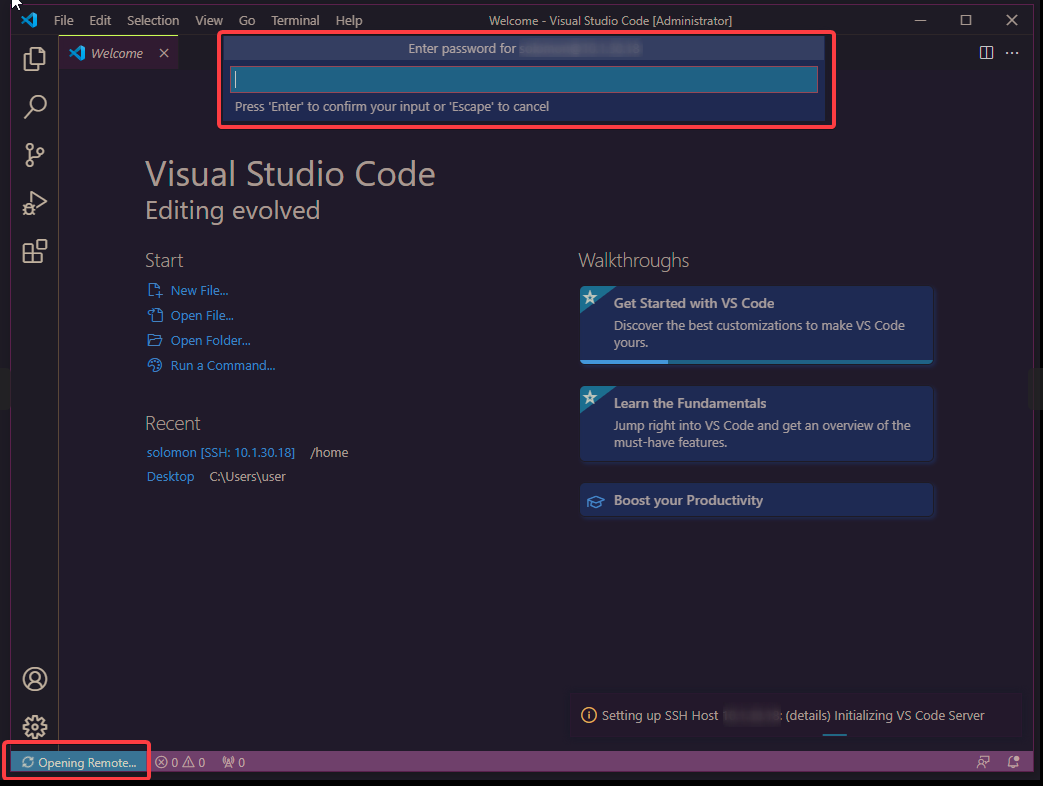 File Edit Selection View Go Terminal Help Welcome - Visual Studio Code [Administrator]
Welcome
Enter password for
Press 'Enter' to confirm your input or 'Escape' to cancel
Visual Studio Code
Editing evolved
Start
New File...
Open File...
Open Folder...
Run a Command...
Recent
solomon [SSH: 10.1.30.18] /home
Desktop C:\Users\user
Walkthroughs
Get Started with VS Code
Discover the best customizations to make VS Code
yours.
Learn the Fundamentals
Jump right into VS Code and get an overview of the
must-have features.
Boost your Productivity
Setting up SSH Host : (details) Initializing VS Code Server
Opening Remote... 0 0 0